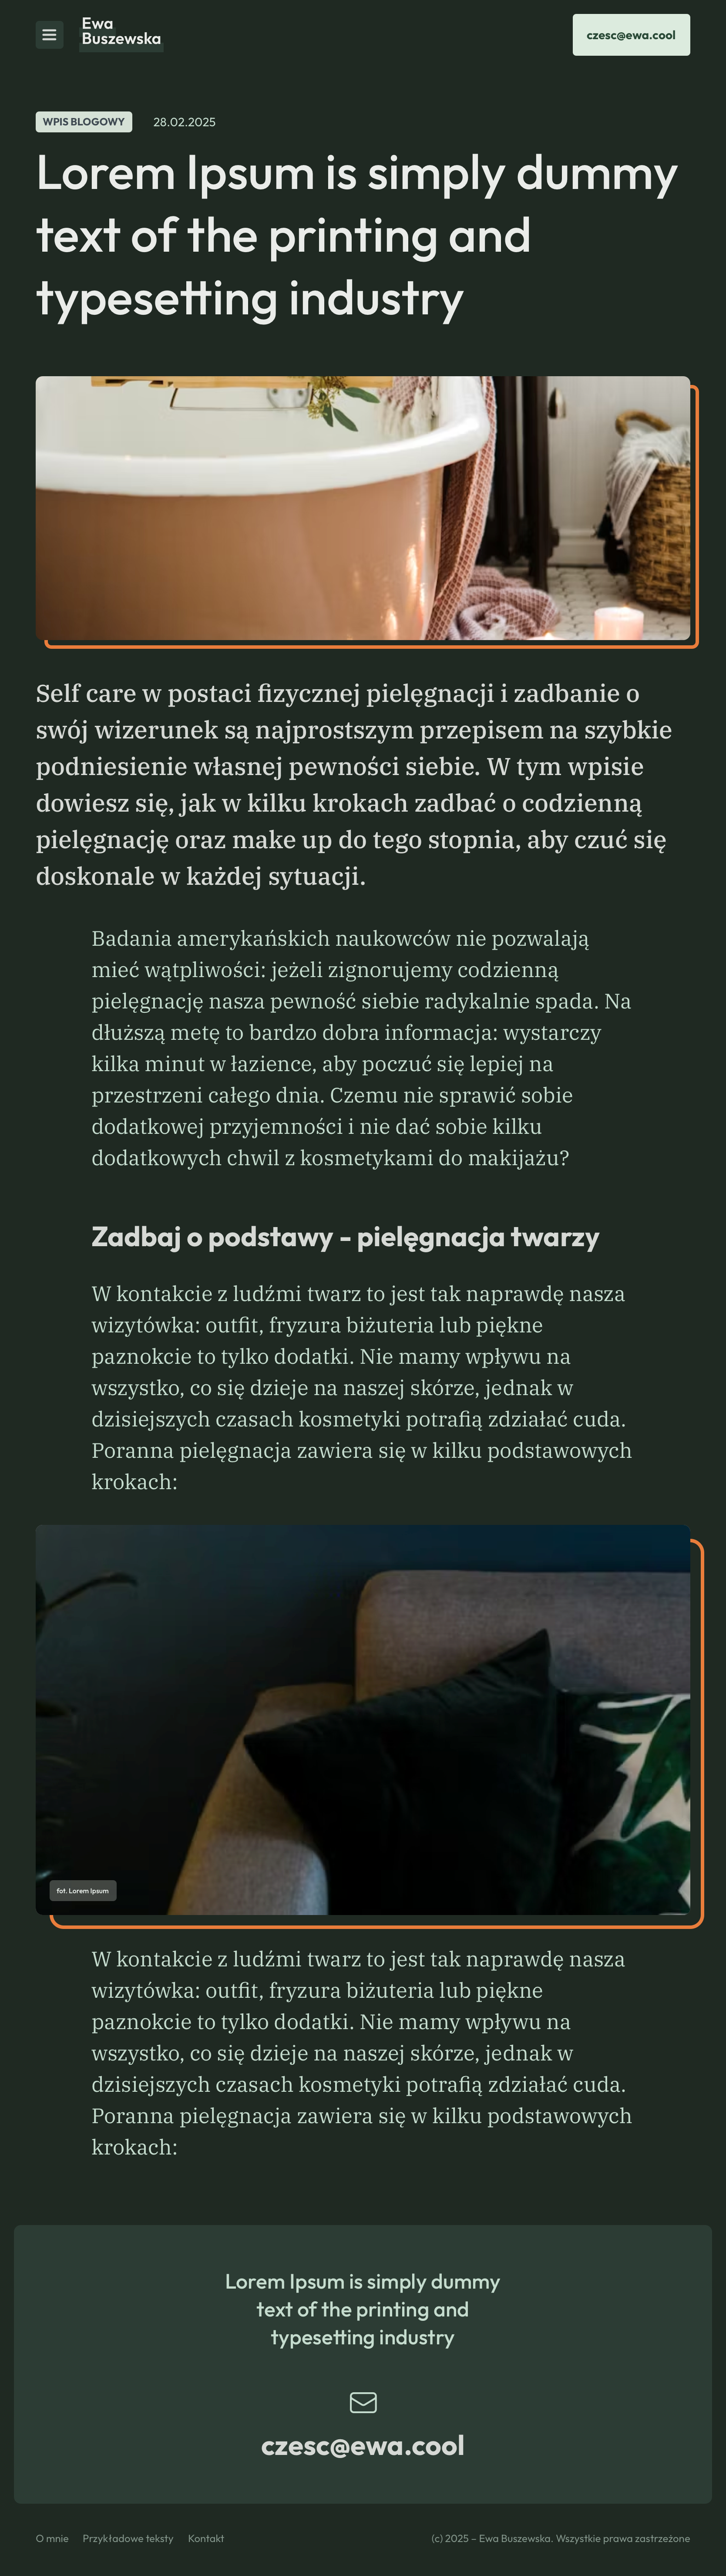 Ewa
Buszewska
czesc@ewa.cool
WPIS BLOGOWY 28.02.2025
Lorem Ipsum is simply dummy
text of the printing and
typesetting industry
Self care w postaci fizycznej pielęgnacji i zadbanie o
swój wizerunek są najprostszym przepisem na szybkie
podniesienie własnej pewności siebie. W tym wpisie
dowiesz się, jak w kilku krokach zadbać o codzienną
pielęgnację oraz make up do tego stopnia, aby czuć się
doskonale w każdej sytuacji.
Badania amerykańskich naukowców nie pozwalają
mieć wątpliwości: jeżeli zignorujemy codzienną
pielęgnację nasza pewność siebie radykalnie spada. Na
dłuższą metę to bardzo dobra informacja: wystarczy
kilka minut w łazience, aby poczuć się lepiej na
przestrzeni całego dnia. Czemu nie sprawić sobie
dodatkowej przyjemności i nie dać sobie kilku
dodatkowych chwil z kosmetykami do makijażu?
Zadbaj o podstawy - pielęgnacja twarzy
W kontakcie z ludźmi twarz to jest tak naprawdę nasza
wizytówka: outfit, fryzura biżuteria lub piękne
paznokcie to tylko dodatki. Nie mamy wpływu na
wszystko, co się dzieje na naszej skórze, jednak w
dzisiejszych czasach kosmetyki potrafią zdziałać cuda.
Poranna pielęgnacja zawiera się w kilku podstawowych
krokach:
fot. Lorem Ipsum
W kontakcie z ludźmi twarz to jest tak naprawdę nasza
wizytówka: outfit, fryzura biżuteria lub piękne
paznokcie to tylko dodatki. Nie mamy wpływu na
wszystko, co się dzieje na naszej skórze, jednak w
dzisiejszych czasach kosmetyki potrafią zdziałać cuda.
Poranna pielęgnacja zawiera się w kilku podstawowych
krokach:
Lorem Ipsum is simply dummy
text of the printing and
typesetting industry
czesc@ewa.cool
O mnie Przykładowe teksty Kontakt (c) 2025 – Ewa Buszewska. Wszystkie prawa zastrzeżone